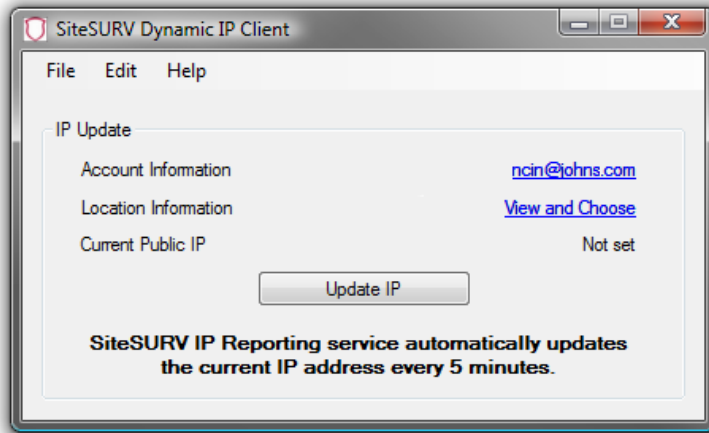 SiteSURV Dynamic IP Client
File Edit Help
IP Update
Account Information ncin@johns.com
Location Information View and Choose
Current Public IP Not set
Update IP
SiteSURV IP Reporting service automatically updates
the current IP address every 5 minutes.